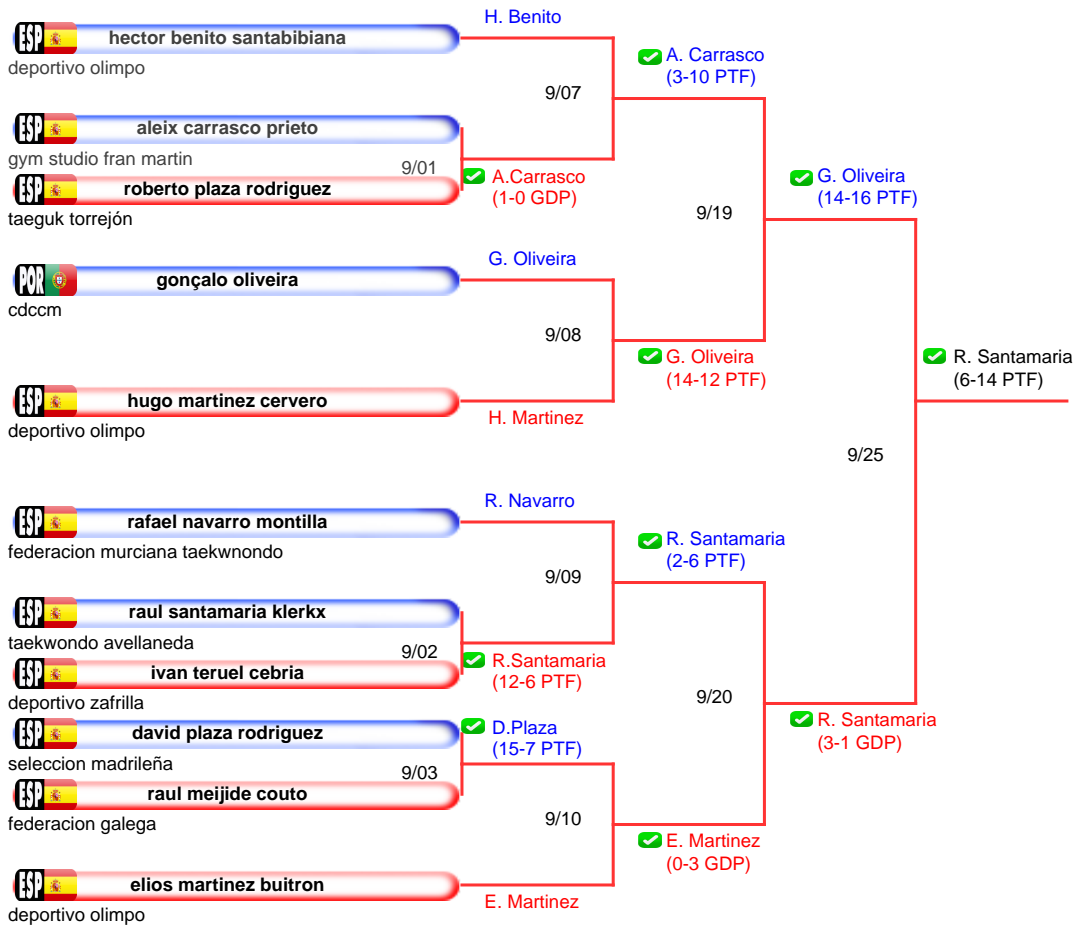 H. Benito
ESP hector benito santabibiana
deportivo olimpo
A. Carrasco
(3-10 PTF)
9/07
ESP aleix carrasco prieto
gym studio fran martin
9/01
ESP roberto plaza rodriguez
A.Carrasco
(1-0 GDP)
taeguk torrejón
G. Oliveira
(14-16 PTF)
9/19
G. Oliveira
POR gonçalo oliveira
cdccm
9/08
G. Oliveira
(14-12 PTF)
R. Santamaria
(6-14 PTF)
ESP hugo martinez cervero
H. Martinez
deportivo olimpo
9/25
R. Navarro
ESP rafael navarro montilla
federacion murciana taekwnondo
R. Santamaria
(2-6 PTF)
9/09
ESP raul santamaria klerkx
taekwondo avellaneda
9/02
ESP ivan teruel cebria
R.Santamaria
(12-6 PTF)
deportivo zafrilla
9/20
R. Santamaria
(3-1 GDP)
ESP david plaza rodriguez
D.Plaza
(15-7 PTF)
seleccion madrileña
9/03
ESP raul meijide couto
federacion galega
9/10
E. Martinez
(0-3 GDP)
ESP elios martinez buitron
E. Martinez
deportivo olimpo